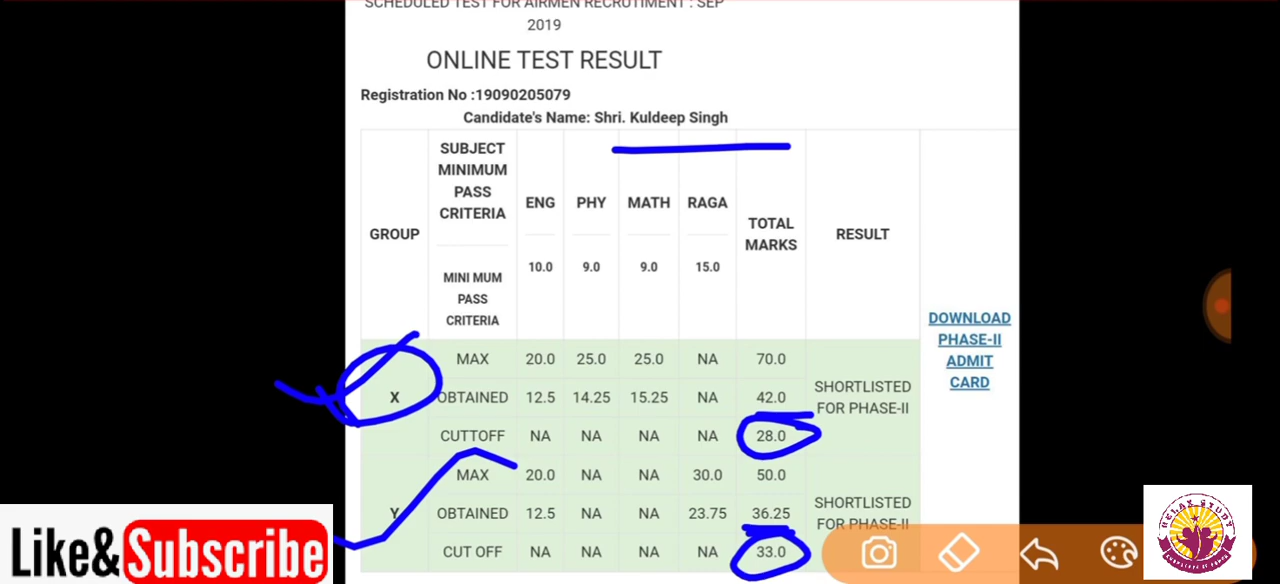 SCHEDULED TEST FOR AIRMEN RECRUTIMENT : SEP
2019
ONLINE TEST RESULT
Registration No :19090205079
Candidate's Name: Shri. Kuldeep Singh
GROUP
SUBJECT
MINIMUM
PASS
CRITERIA
MINI MUM
PASS
CRITERIA
ENG PHY MATH RAGA
10.0 9.0 9.0 15.0
TOTAL
MARKS
RESULT
X
MAX 20.0 25.0 25.0 NA 70.0
OBTAINED 12.5 14.25 15.25 NA 42.0
CUTTOFF NA NA NA NA 28.0
SHORTLISTED
FOR PHASE-II
Y
MAX 20.0 NA NA 30.0 50.0
OBTAINED 12.5 NA NA 23.75 36.25
CUT OFF NA NA NA NA 33.0
SHORTLISTED
FOR PHASE-II
DOWNLOAD
PHASE-II
ADMIT
CARD
Like& Subscribe
RELAX STUDY